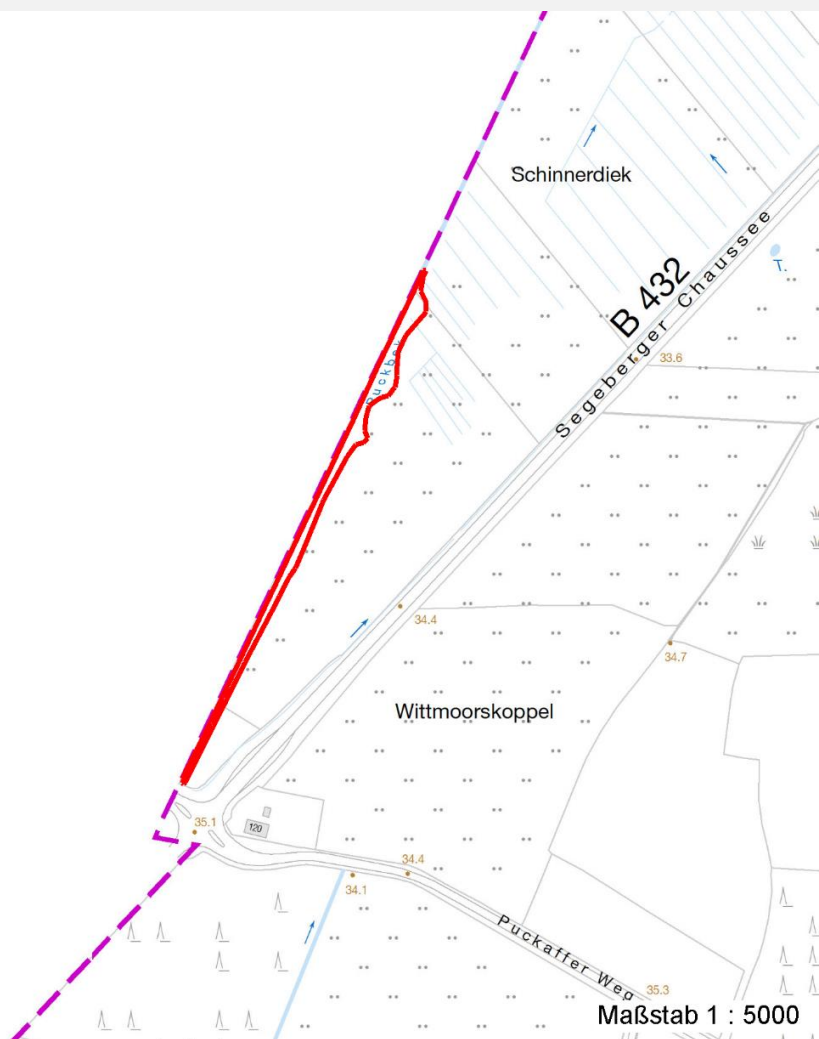 Schinnerdiek
B 432
Segeberger Chaussee
T.
33.6
Puckbek
34.4
34.7
Wittmoorskoppel
35.1
120
34.4
34.1
Puckaffer Weg
35.3
Maßstab 1 : 5000